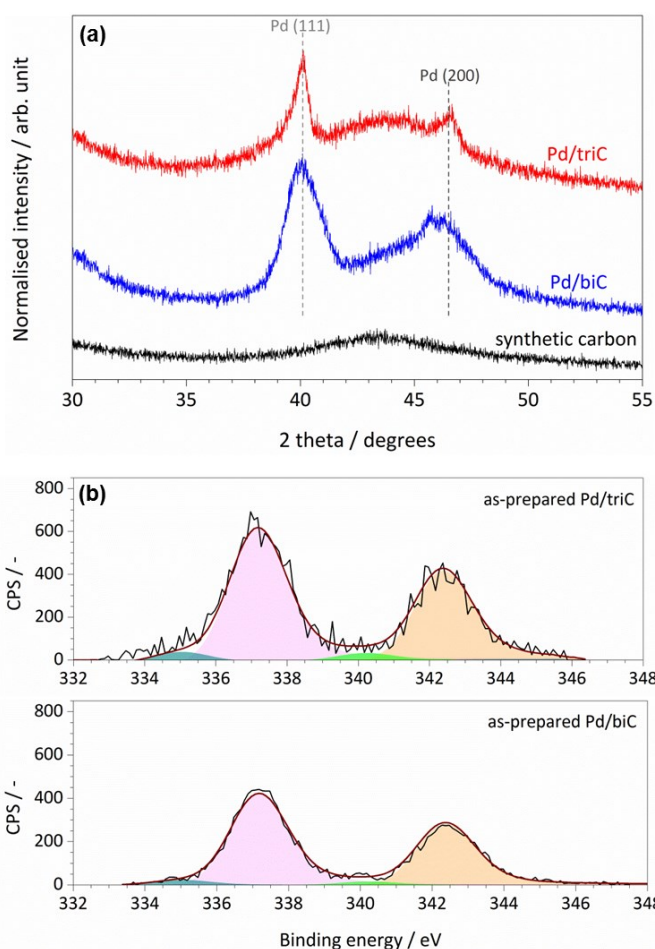 (a)
Pd (111)
Pd (200)
Pd/triC
Pd/biC
synthetic carbon
Normalised intensity / arb. unit
30 35 40 45 50 55
2 theta / degrees
(b)
as-prepared Pd/triC
800
600
400
200
0
CPS / -
332 334 336 338 340 342 344 346 348
as-prepared Pd/biC
800
600
400
200
0
CPS / -
332 334 336 338 340 342 344 346 348
Binding energy / eV